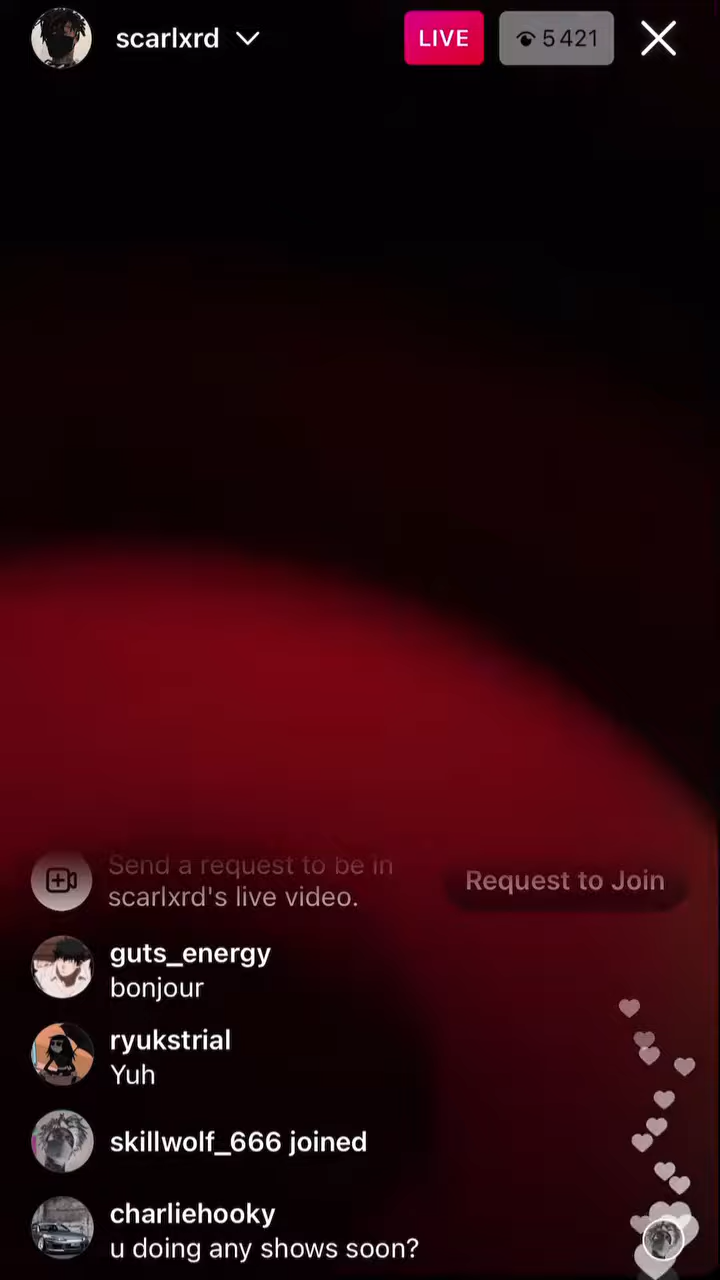 scarlxrd
LIVE
5 421
Send a request to be in
scarlxrd's live video.
Request to Join
guts_energy
bonjour
ryukstrial
Yuh
skillwolf_666 joined
charliehooky
u doing any shows soon?